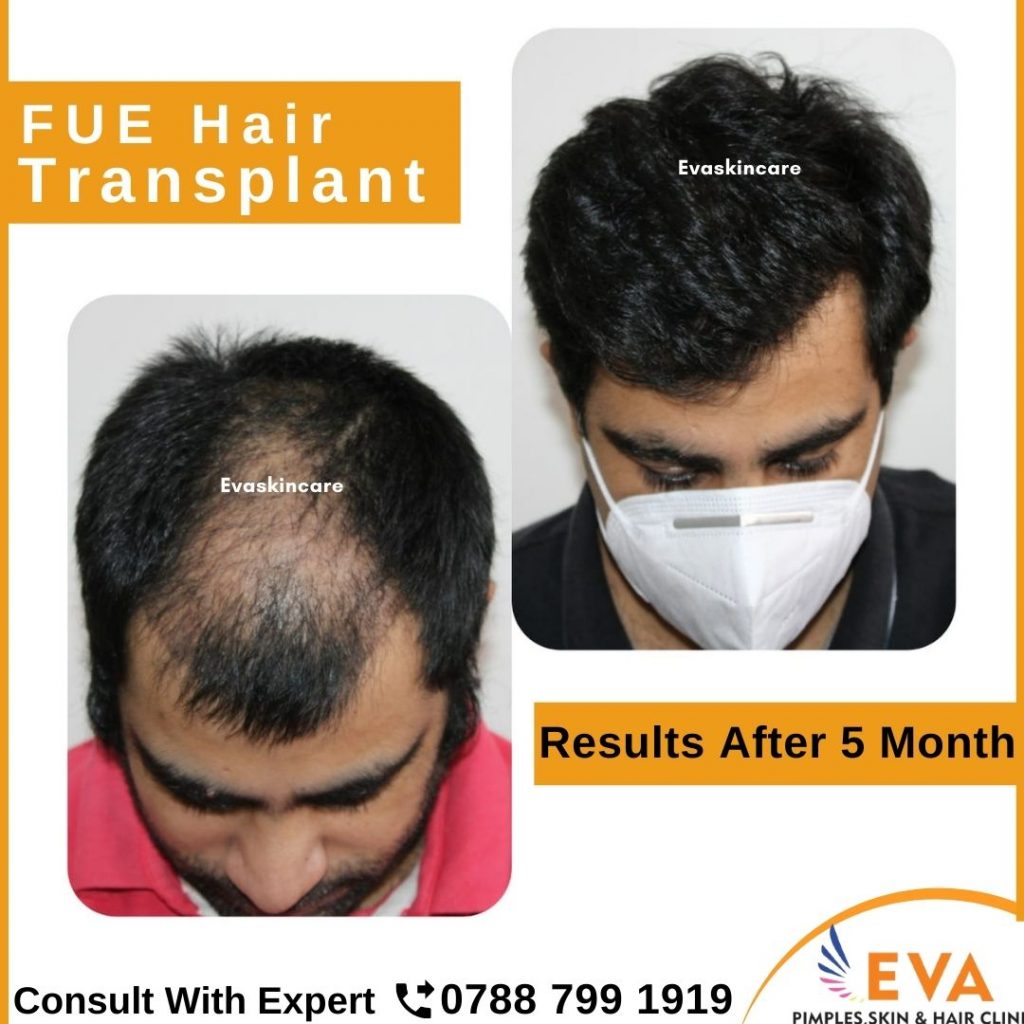 FUE Hair
Transplant
Evaskincare
Evaskincare
Results After 5 Month
Consult With Expert 0788 799 1919
EVA
PIMPLES,SKIN & HAIR CLINI